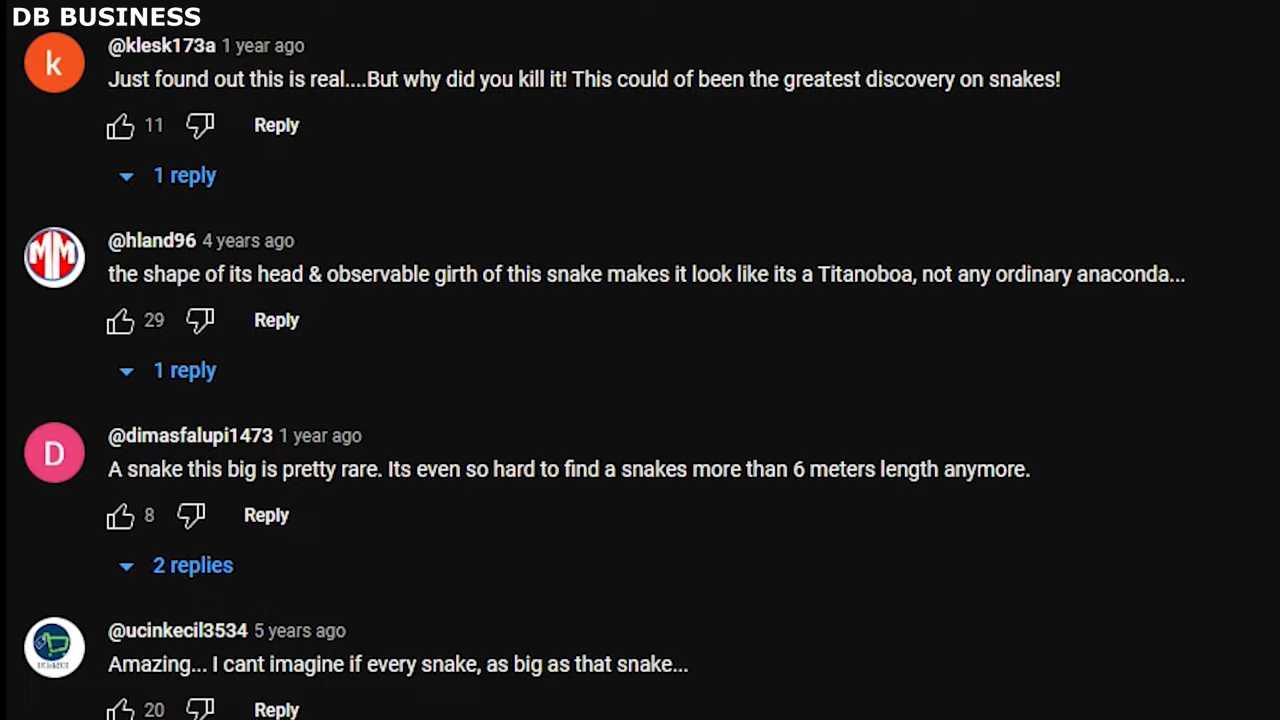 DB BUSINESS
k
@klesk173a 1 year ago
Just found out this is real....But why did you kill it! This could of been the greatest discovery on snakes!
11 Reply
1 reply
MM
@hland96 4 years ago
the shape of its head & observable girth of this snake makes it look like its a Titanoboa, not any ordinary anaconda...
29 Reply
1 reply
D
@dimasfalupi1473 1 year ago
A snake this big is pretty rare. Its even so hard to find a snakes more than 6 meters length anymore.
8 Reply
2 replies
@ucinkecil3534 5 years ago
Amazing... I cant imagine if every snake, as big as that snake...
20 Reply